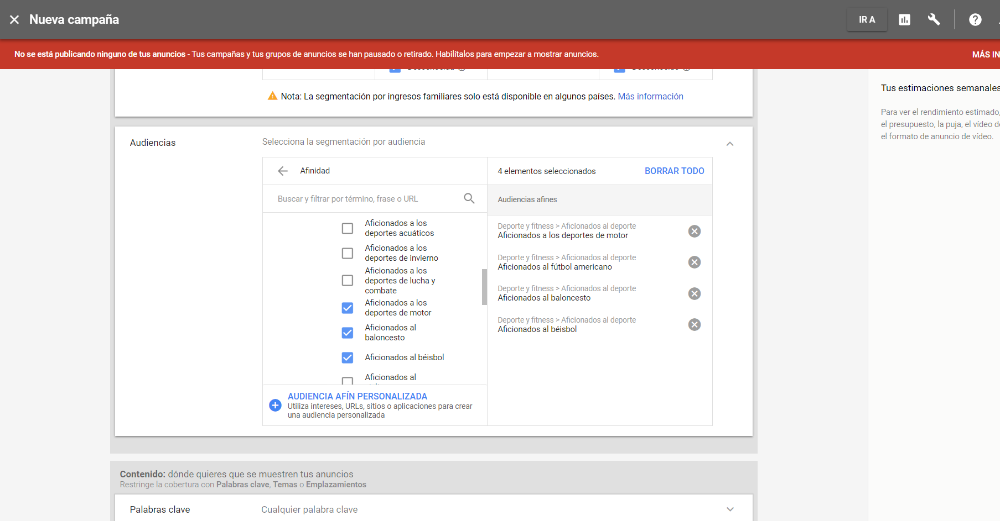 Nueva campaña
IR A
No se está publicando ninguno de tus anuncios - Tus campañas y tus grupos de anuncios se han pausado o retirado. Habilítalos para empezar a mostrar anuncios.
MÁS IN
Nota: La segmentación por ingresos familiares solo está disponible en algunos países. Más información
Tus estimaciones semanales
Para ver el rendimiento estimado,
el presupuesto, la puja, el vídeo de
el formato de anuncio de vídeo.
Audiencias
Selecciona la segmentación por audiencia
Afinidad
Buscar y filtrar por término, frase o URL
Aficionados a los
deportes acuáticos
Aficionados a los
deportes de invierno
Aficionados a los
deportes de lucha y
combate
Aficionados a los
deportes de motor
Aficionados al
baloncesto
Aficionados al béisbol
Aficionados al
AUDIENCIA AFÍN PERSONALIZADA
Utiliza intereses, URLs, sitios o aplicaciones para crear
una audiencia personalizada
4 elementos seleccionados
BORRAR TODO
Audiencias afines
Deporte y fitness > Aficionados al deporte
Aficionados a los deportes de motor
Deporte y fitness > Aficionados al deporte
Aficionados al fútbol americano
Deporte y fitness > Aficionados al deporte
Aficionados al baloncesto
Deporte y fitness > Aficionados al deporte
Aficionados al béisbol
Contenido: dónde quieres que se muestren tus anuncios
Restringe la cobertura con Palabras clave, Temas o Emplazamientos
Palabras clave
Cualquier palabra clave